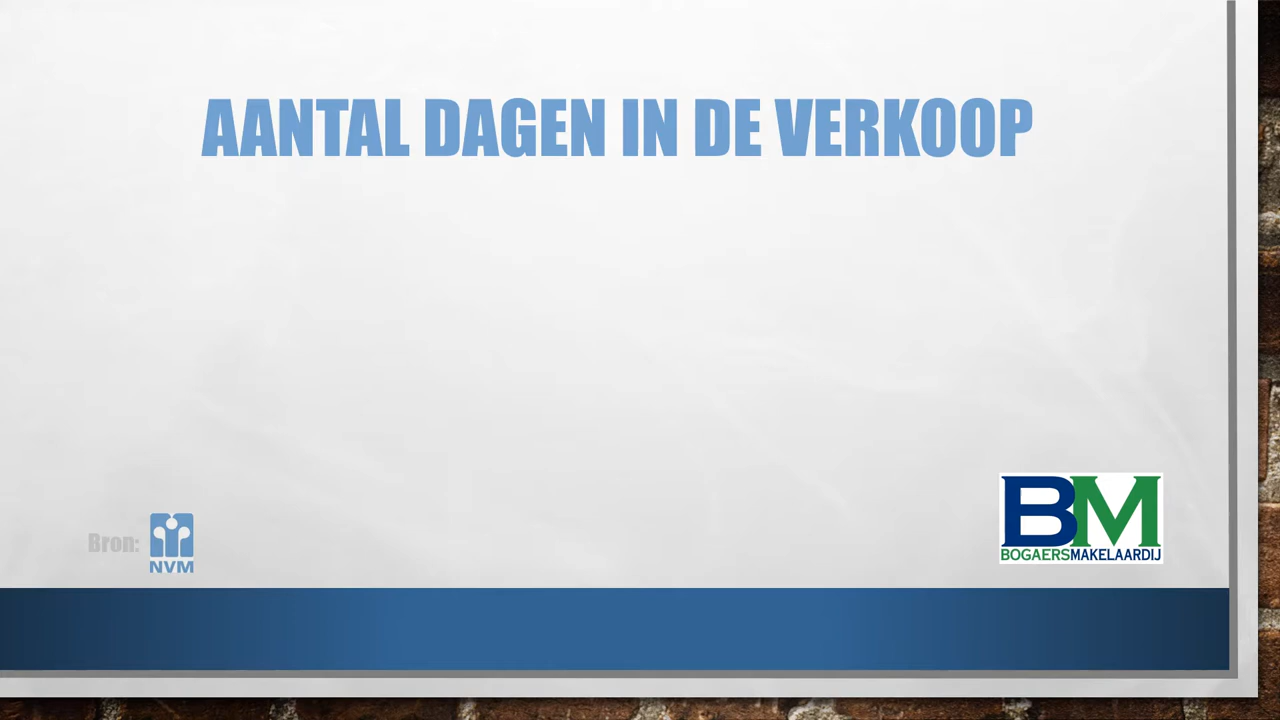 AANTAL DAGEN IN DE VERKOOP
Bron:
NVM
BM
BOGAERSMAKELAARDIJ